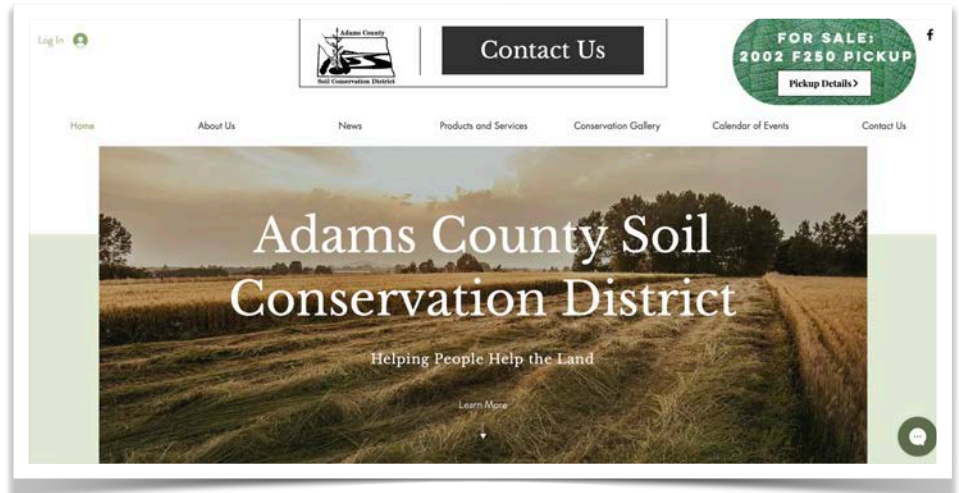 Log In
Adams County
Soil Conservation District
Contact Us
FOR SALE:
2002 F250 PICKUP
Pickup Details >
f
Home About Us News Products and Services Conservation Gallery Calendar of Events Contact Us
Adams County Soil
Conservation District
Helping People Help the Land
Learn More